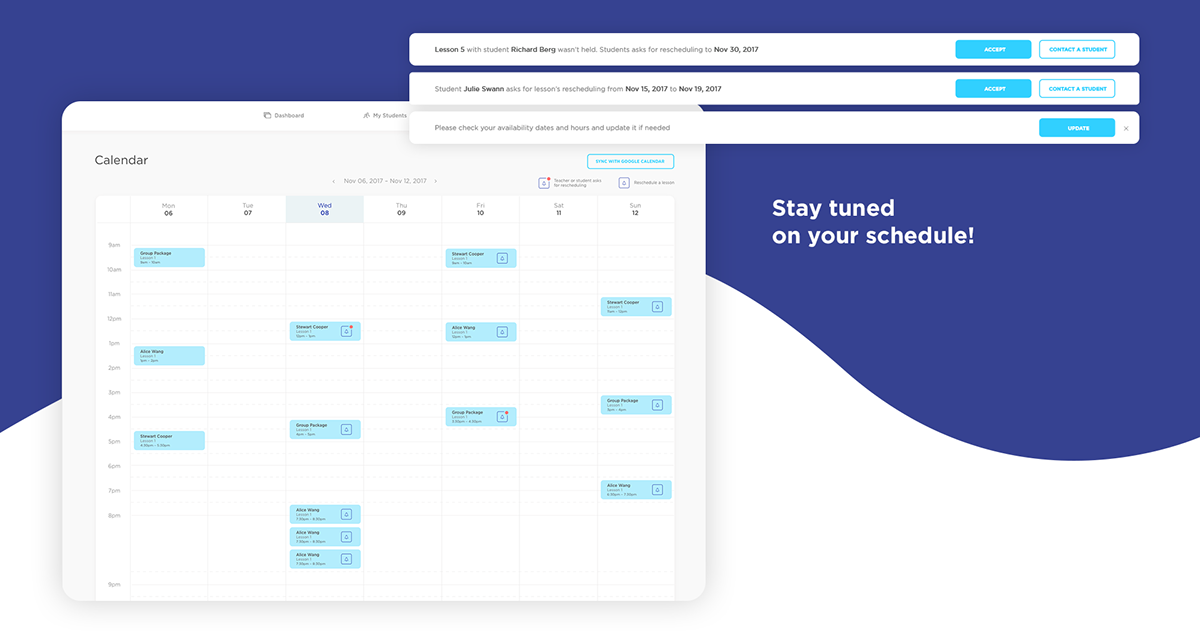 Lesson 5 with student Richard Berg wasn't held. Students asks for rescheduling to Nov 30, 2017
ACCEPT
CONTACT A STUDENT
Student Julie Swann asks for lesson's rescheduling from Nov 15, 2017 to Nov 19, 2017
ACCEPT
CONTACT A STUDENT
Please check your availability dates and hours and update it if needed
UPDATE
Dashboard
My Students
Calendar
SYNC WITH GOOGLE CALENDAR
Nov 06, 2017 – Nov 12, 2017
Teacher or student asks
for rescheduling
Reschedule a lesson
Stay tuned
on your schedule!
Mon
06
Tue
07
Wed
08
Thu
09
Fri
10
Sat
11
Sun
12
9am
Group Package
Lesson 1
9am - 10am
Stewart Cooper
Lesson 1
9am - 10am
10am
11am
Stewart Cooper
Lesson 1
11am - 12pm
12pm
Stewart Cooper
Lesson 1
12pm - 1pm
Alice Wang
Lesson 1
12pm - 1pm
1pm
Alice Wang
Lesson 1
1pm - 2pm
2pm
3pm
Group Package
Lesson 1
3pm - 4pm
4pm
Group Package
Lesson 1
3:30pm - 4:30pm
Group Package
Lesson 1
4pm - 5pm
Stewart Cooper
Lesson 1
4:30pm - 5:30pm
5pm
6pm
Alice Wang
Lesson 1
6:30pm - 7:30pm
7pm
Alice Wang
Lesson 1
7:30pm - 8:30pm
8pm
Alice Wang
Lesson 1
7:30pm - 8:30pm
Alice Wang
Lesson 1
7:30pm - 8:30pm
9pm